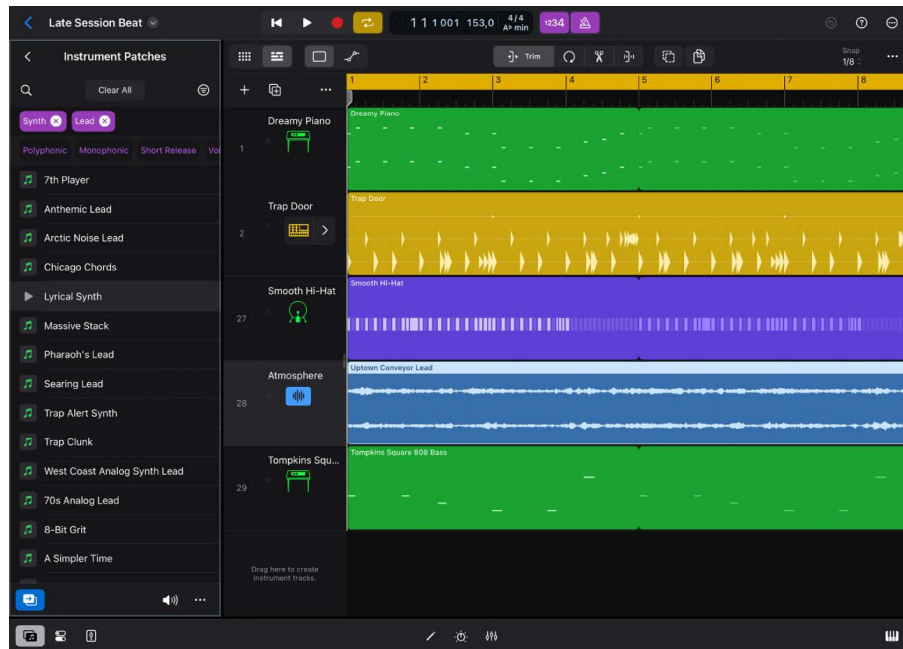 Late Session Beat
1 1 1 001 153,0 4/4 A♭ min 1234
Instrument Patches
Trim
Snap
1/8
Clear All
1 2 3 4 5 6 7 8
Synth Lead
Polyphonic Monophonic Short Release Voi
7th Player
Anthemic Lead
Arctic Noise Lead
Chicago Chords
Lyrical Synth
Massive Stack
Pharaoh's Lead
Searing Lead
Trap Alert Synth
Trap Clunk
West Coast Analog Synth Lead
70s Analog Lead
8-Bit Grit
A Simpler Time
Dreamy Piano
1
Dreamy Piano
Trap Door
2
Trap Door
Smooth Hi-Hat
27
Smooth Hi-Hat
Atmosphere
28
Uptown Conveyor Lead
Tompkins Squ...
29
Tompkins Square 808 Bass
Drag here to create
instrument tracks.